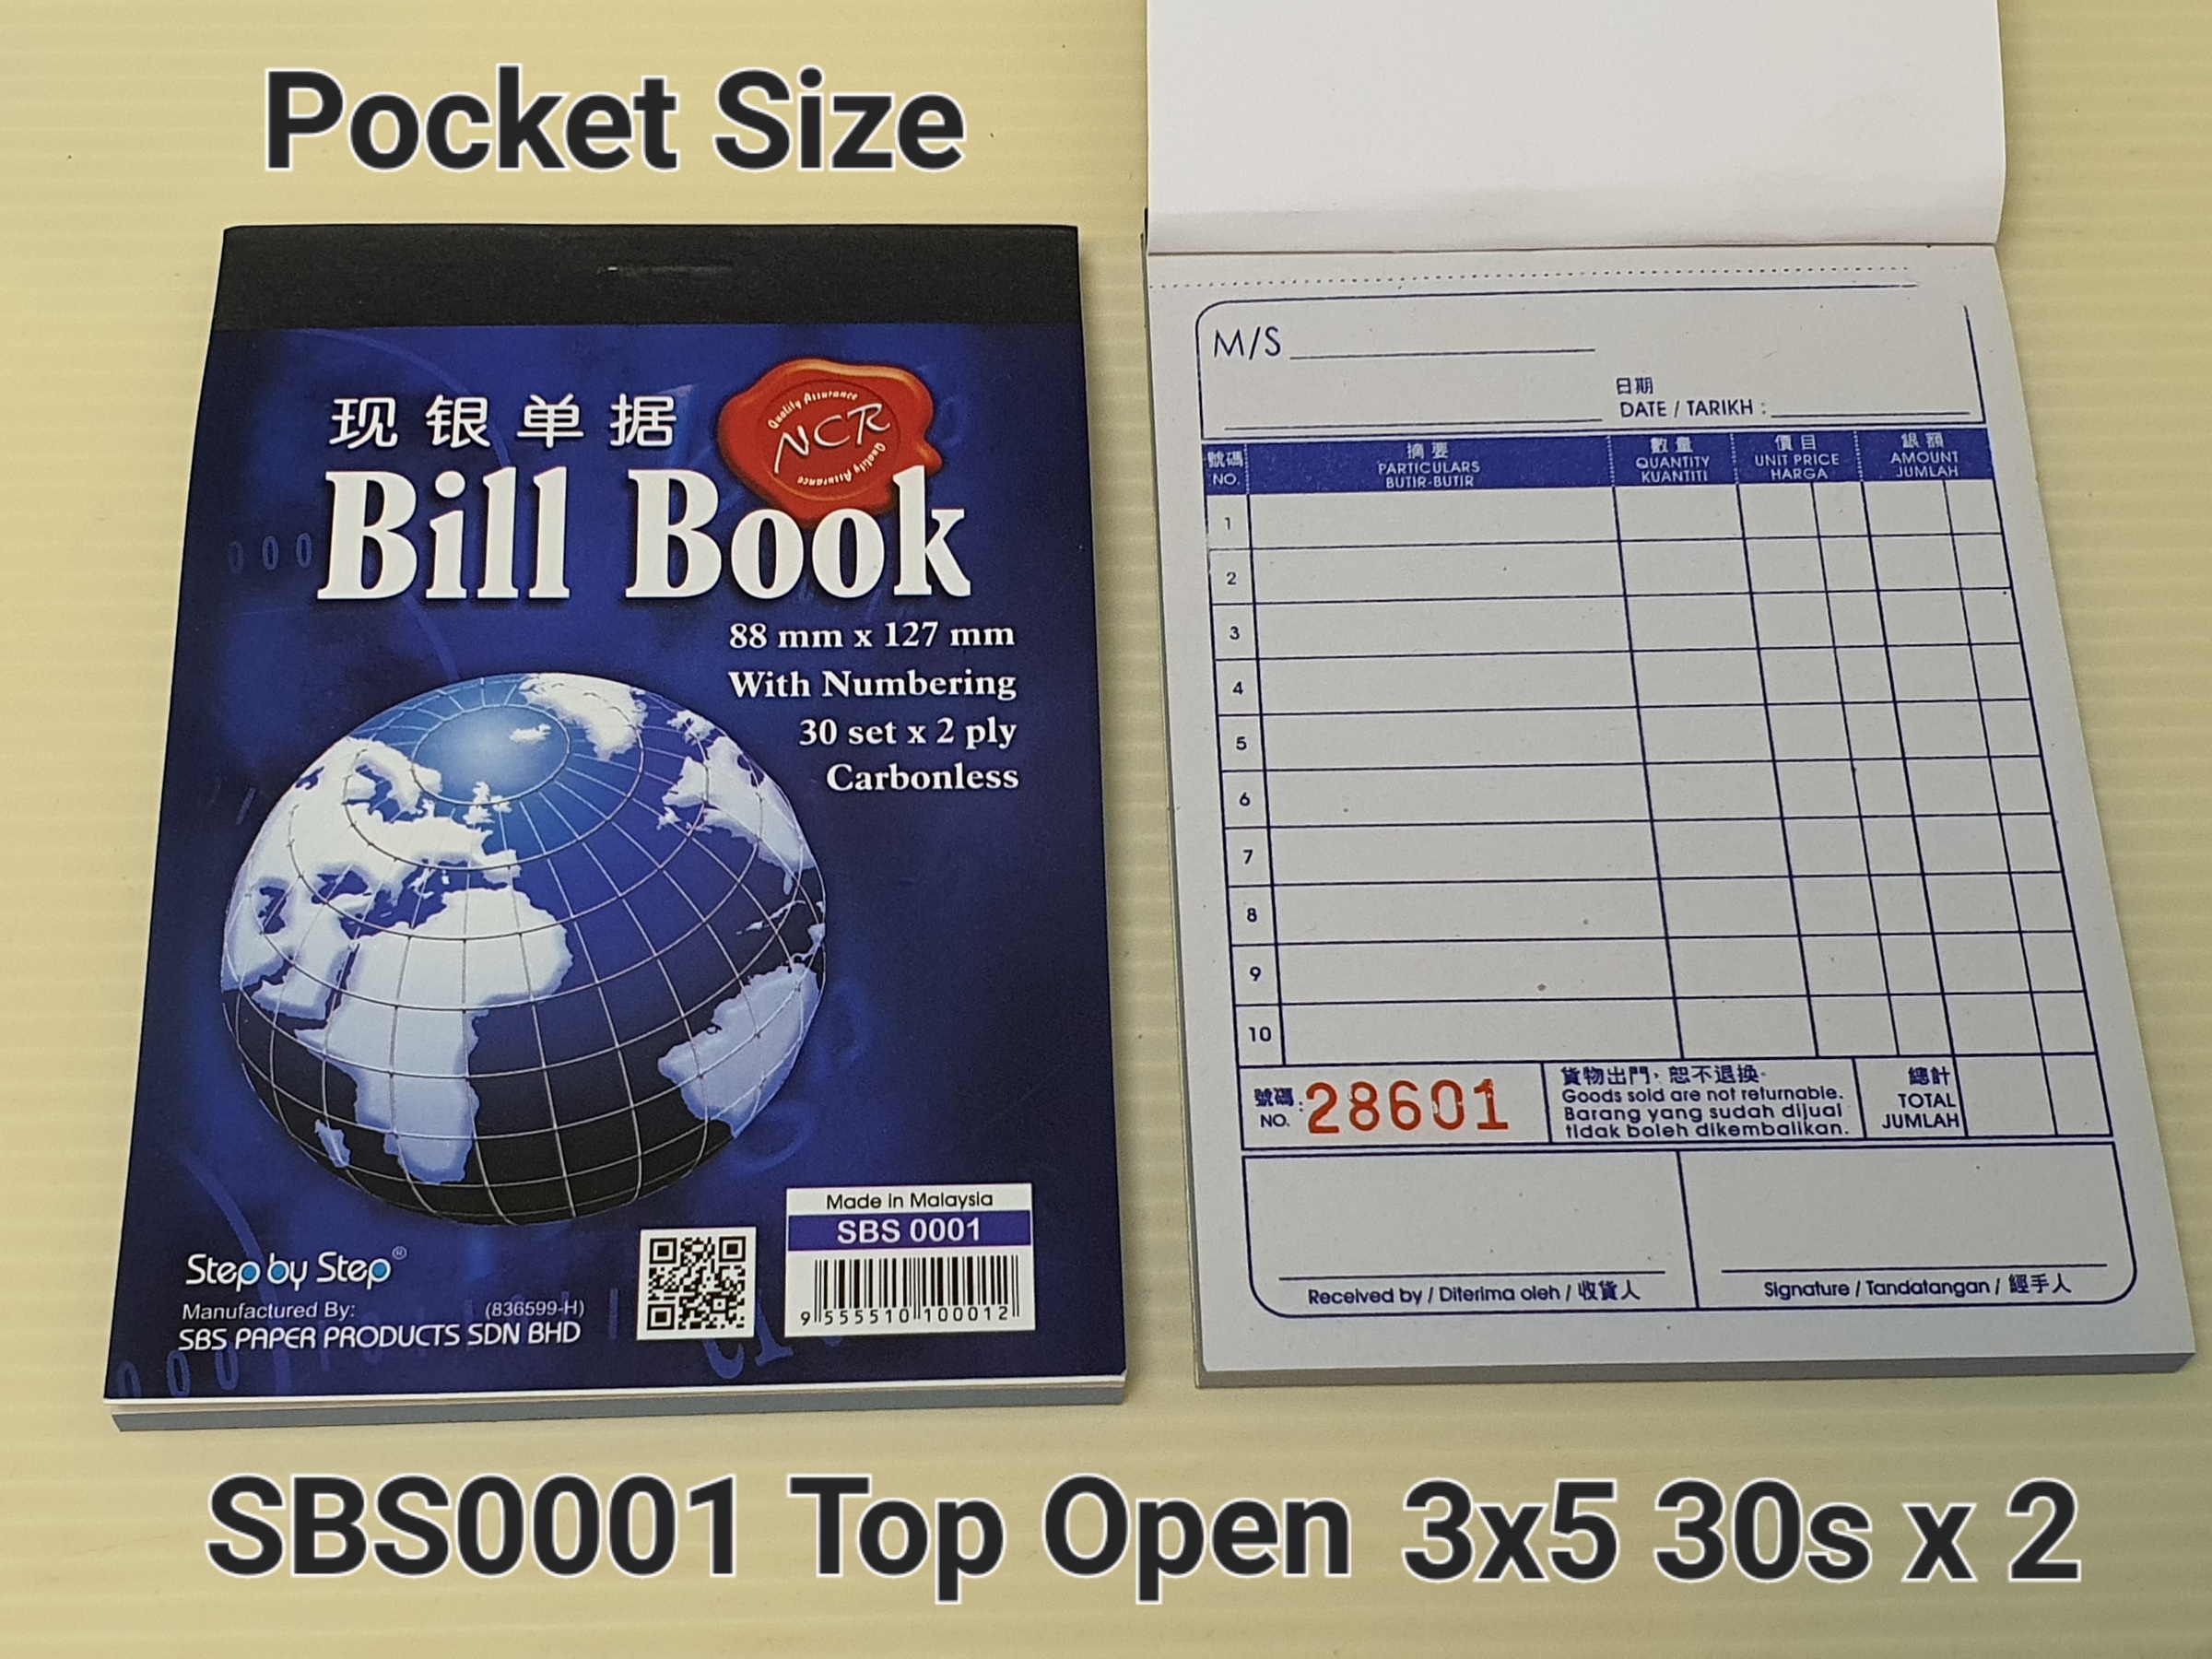 Pocket Size
现银单据
Quality Assurance
NCR
Quality Assurance
Bill Book
88 mm x 127 mm
With Numbering
30 set x 2 ply
Carbonless
Made in Malaysia
SBS 0001
9 555510 100012
Step by Step®
Manufactured By: (836599-H)
SBS PAPER PRODUCTS SDN BHD
M/S
日期
DATE / TARIKH :
號碼
NO.
摘要
PARTICULARS
BUTIR-BUTIR
數量
QUANTITY
KUANTITI
價目
UNIT PRICE
HARGA
銀額
AMOUNT
JUMLAH
1
2
3
4
5
6
7
8
9
10
號碼
NO. : 28601
貨物出門，恕不退換。
Goods sold are not returnable.
Barang yang sudah dijual
tidak boleh dikembalikan.
總計
TOTAL
JUMLAH
Received by / Diterima oleh / 收貨人
Signature / Tandatangan / 經手人
SBS0001 Top Open 3x5 30s x 2